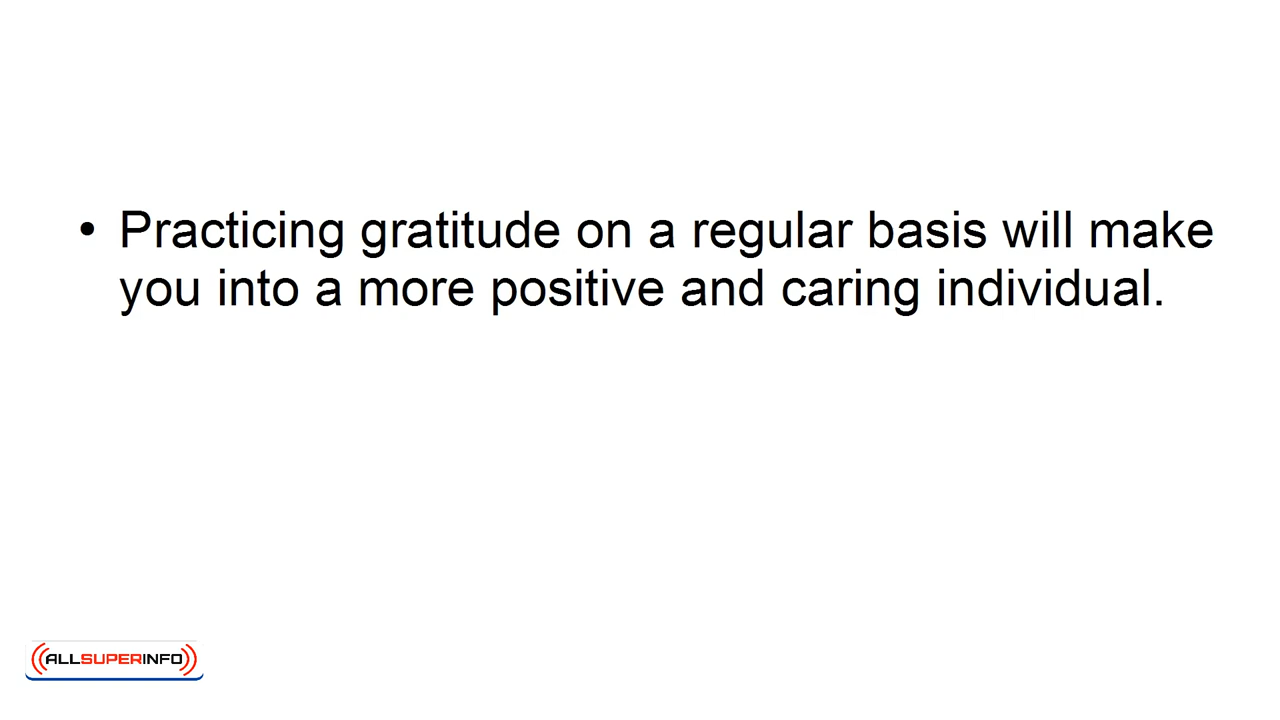 • Practicing gratitude on a regular basis will make
you into a more positive and caring individual.
ALLSUPERINFO